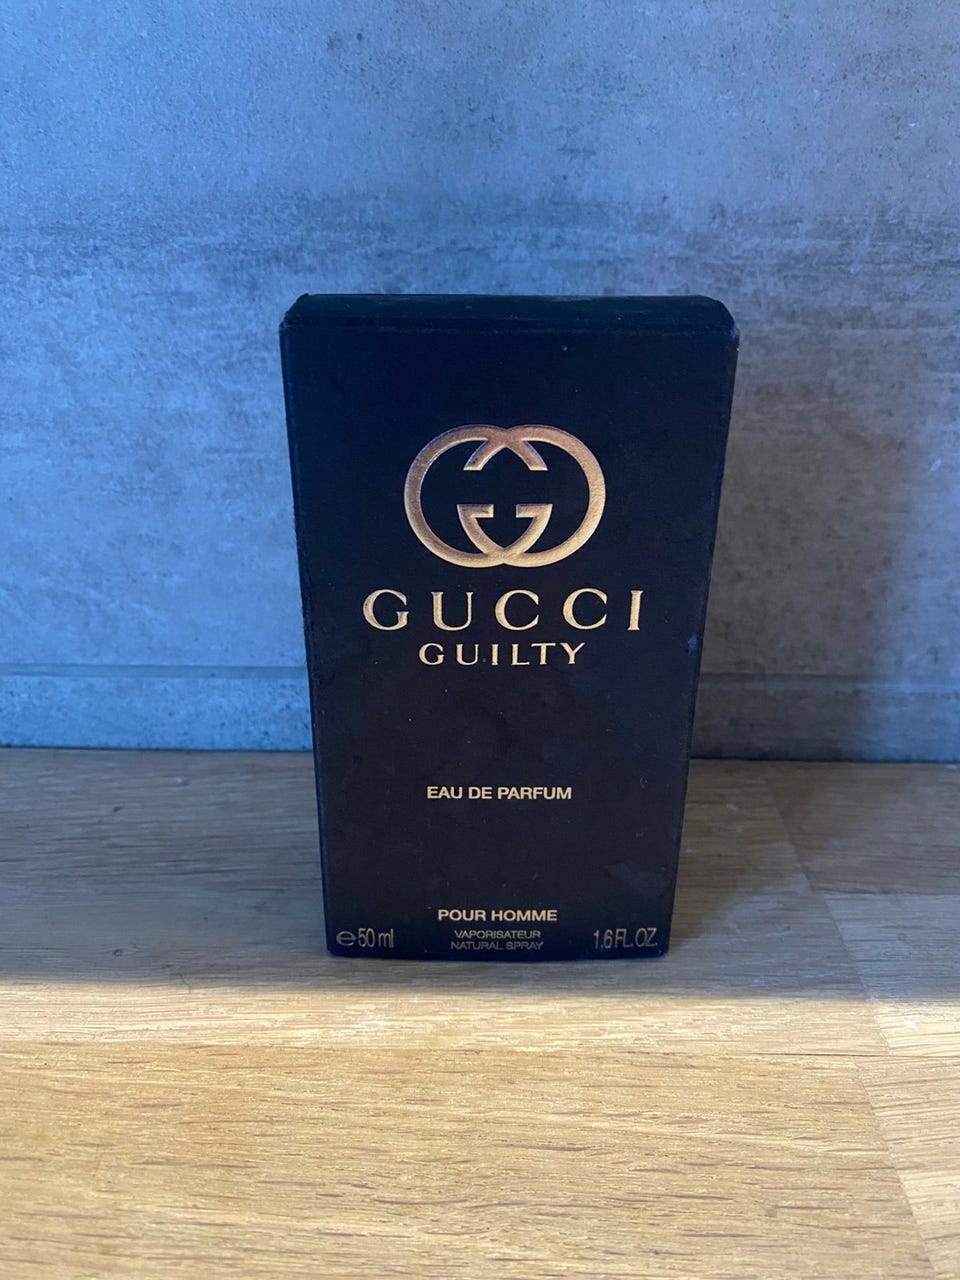 GUCCI
GUILTY
EAU DE PARFUM
POUR HOMME
VAPORISATEUR
NATURAL SPRAY
℮50 ml
1.6 FL.OZ.